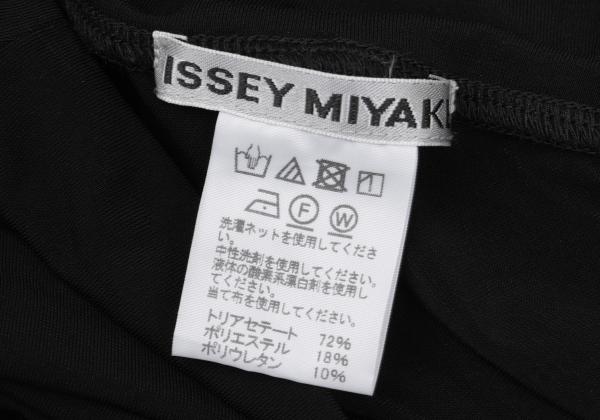 ISSEY MIYAK
F W
洗濯ネットを使用してくださ
い。
中性洗剤を使用してください。
液体の酸素系漂白剤を使用し
てください。
当て布を使用してください。
トリアセテート 72%
ポリエステル 18%
ポリウレタン 10%